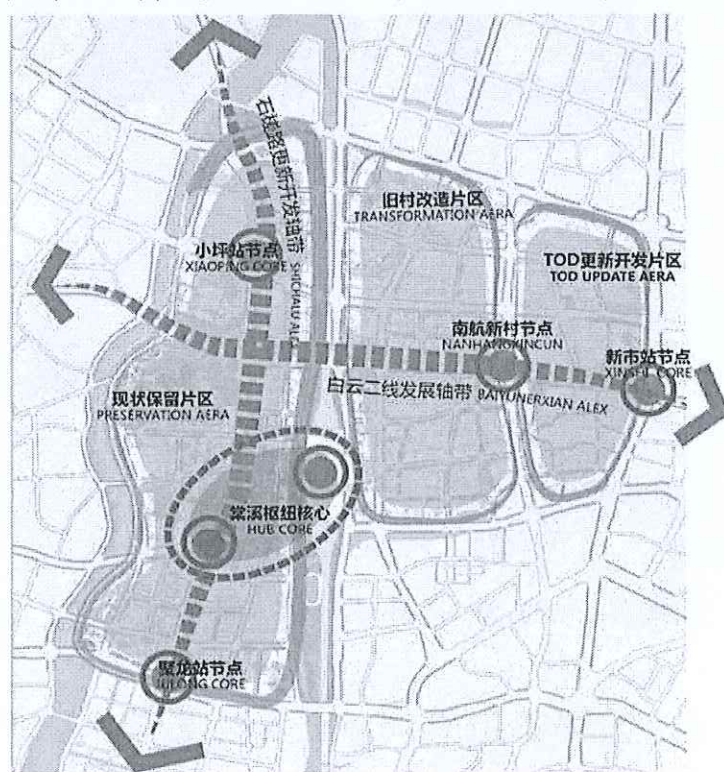 石槎路更新开发轴带
SHICHALU ALEX
旧村改造片区
TRANSFORMATION AERA
小坪站节点
XIAOPING CORE
TOD更新开发片区
TOD UPDATE AERA
南航新村节点
NANHANGXINCUN
新市站节点
XINSHI CORE
现状保留片区
PRESERVATION AERA
白云二线发展轴带 BAIYUNERXIAN ALEX
棠溪枢纽核心
HUB CORE
聚龙站节点
JULONG CORE